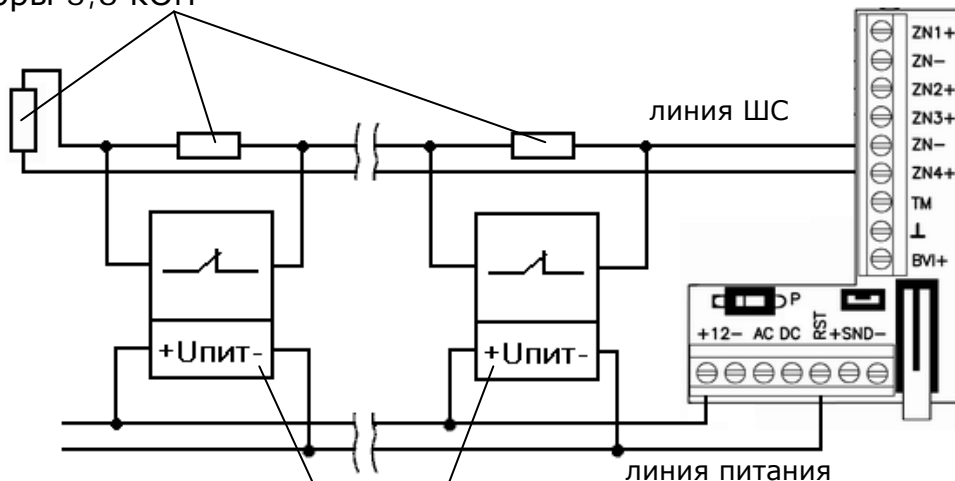 линия ШС
ZN1+
ZN−
ZN2+
ZN3+
ZN−
ZN4+
TM
⊥
BVI+
P
+12− AC DC RST +SND−
+Uпит-
+Uпит-
линия питания